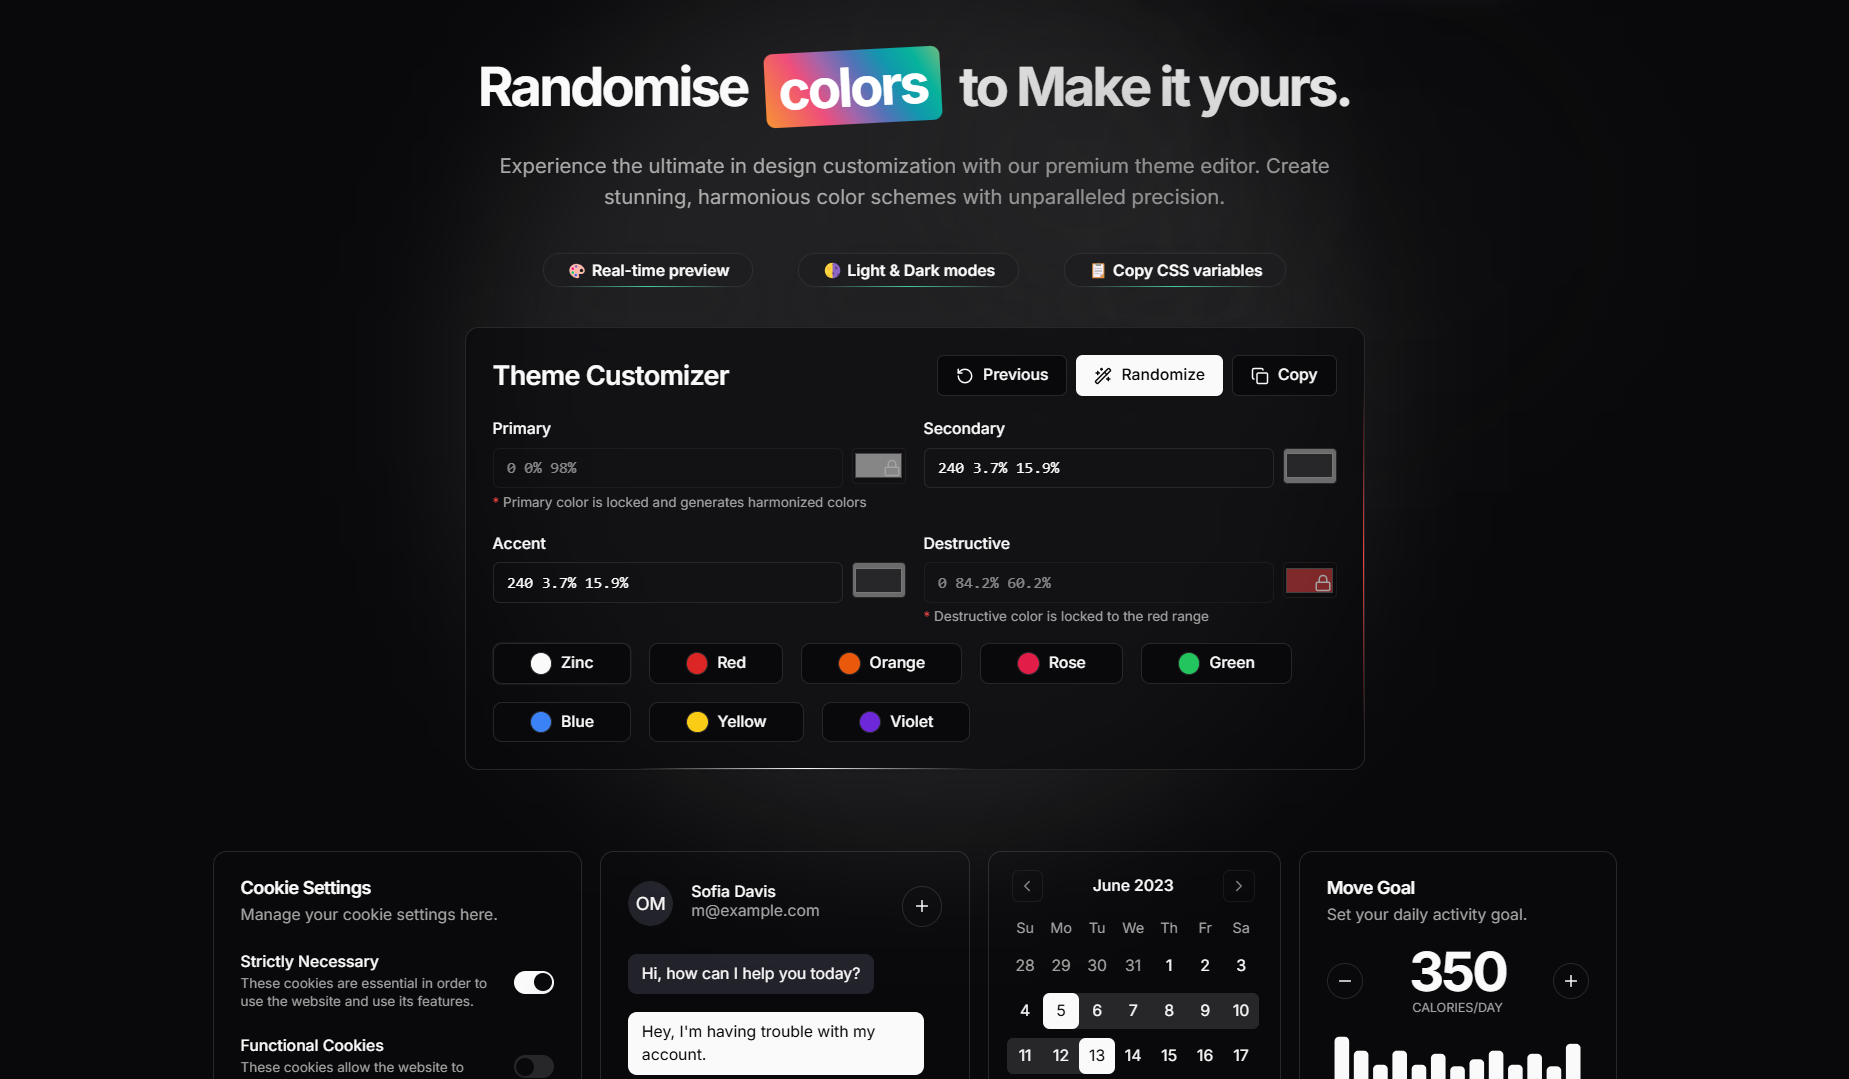 Randomise colors to Make it yours.
Experience the ultimate in design customization with our premium theme editor. Create
stunning, harmonious color schemes with unparalleled precision.
Real-time preview
Light & Dark modes
Copy CSS variables
Theme Customizer
Previous
Randomize
Copy
Primary
0 0% 98%
* Primary color is locked and generates harmonized colors
Secondary
240 3.7% 15.9%
Accent
240 3.7% 15.9%
Destructive
0 84.2% 60.2%
* Destructive color is locked to the red range
Zinc
Red
Orange
Rose
Green
Blue
Yellow
Violet
Cookie Settings
Manage your cookie settings here.
Strictly Necessary
These cookies are essential in order to
use the website and use its features.
Functional Cookies
These cookies allow the website to
OM
Sofia Davis
m@example.com
Hi, how can I help you today?
Hey, I'm having trouble with my
account.
June 2023
Su Mo Tu We Th Fr Sa
28 29 30 31 1 2 3
4 5 6 7 8 9 10
11 12 13 14 15 16 17
Move Goal
Set your daily activity goal.
350
CALORIES/DAY